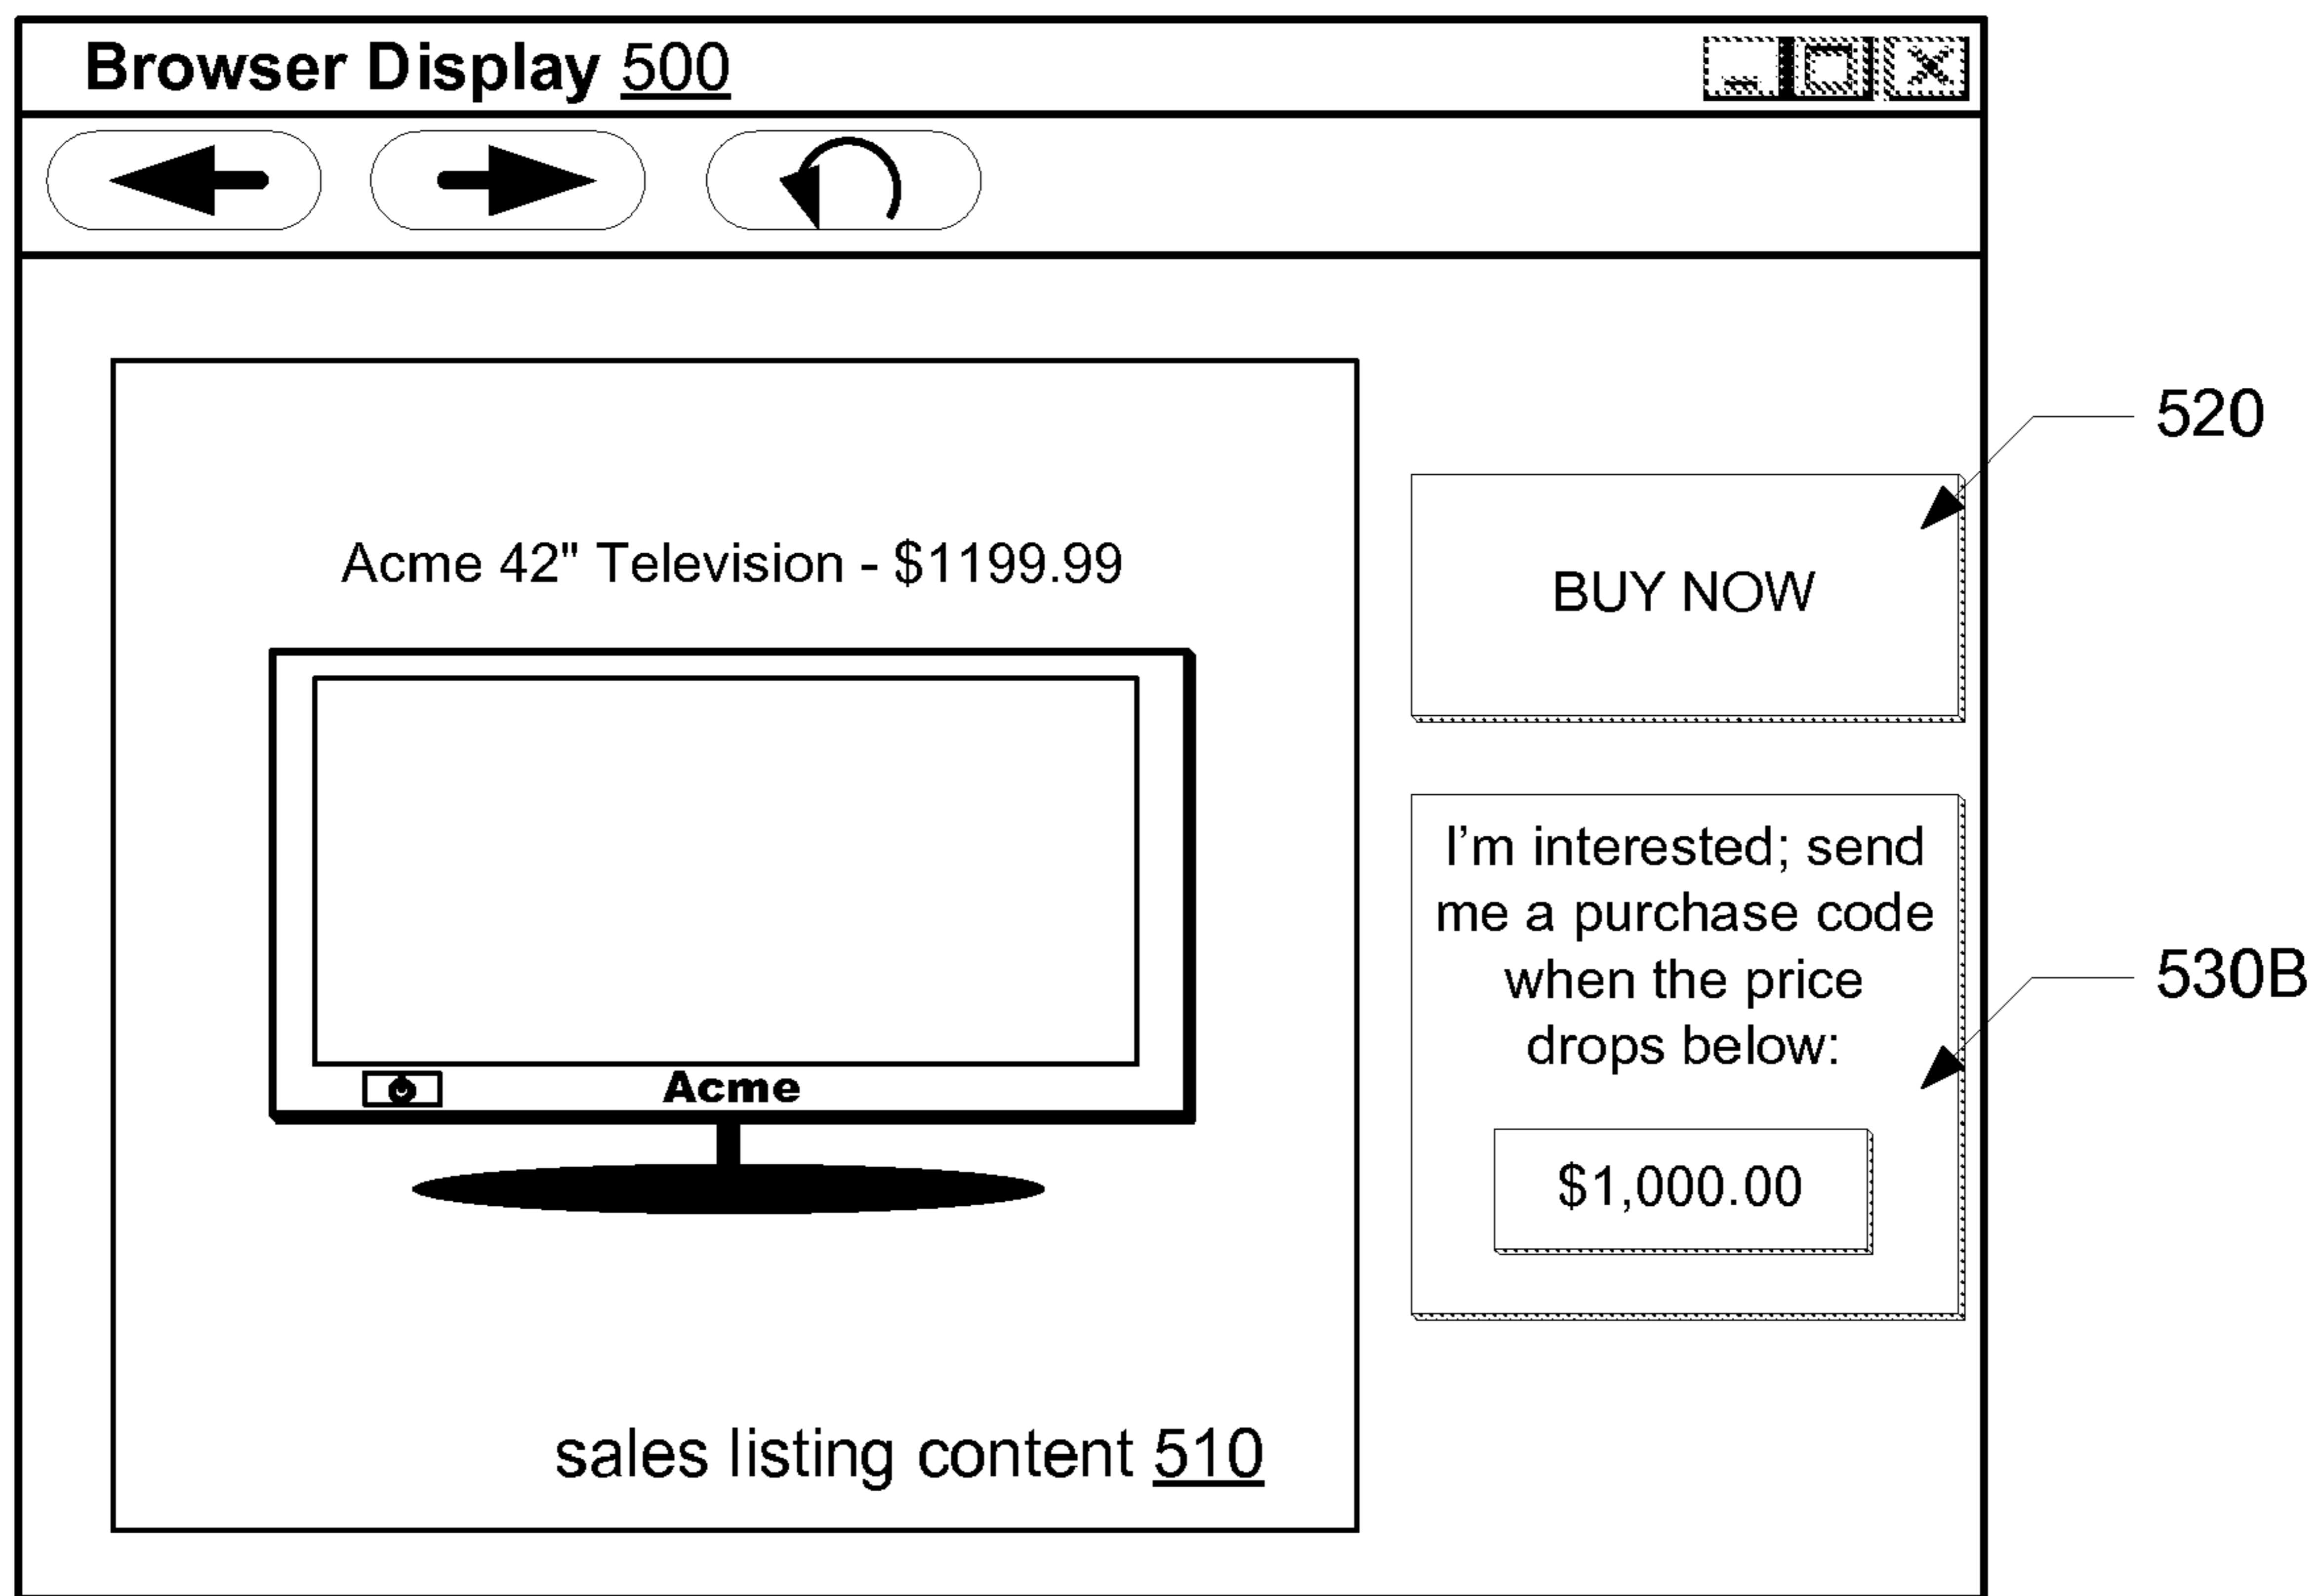 Browser Display 500
520
Acme 42" Television - $1199.99
BUY NOW
I'm interested; send
me a purchase code
when the price
drops below:
530B
$1,000.00
Acme
sales listing content 510